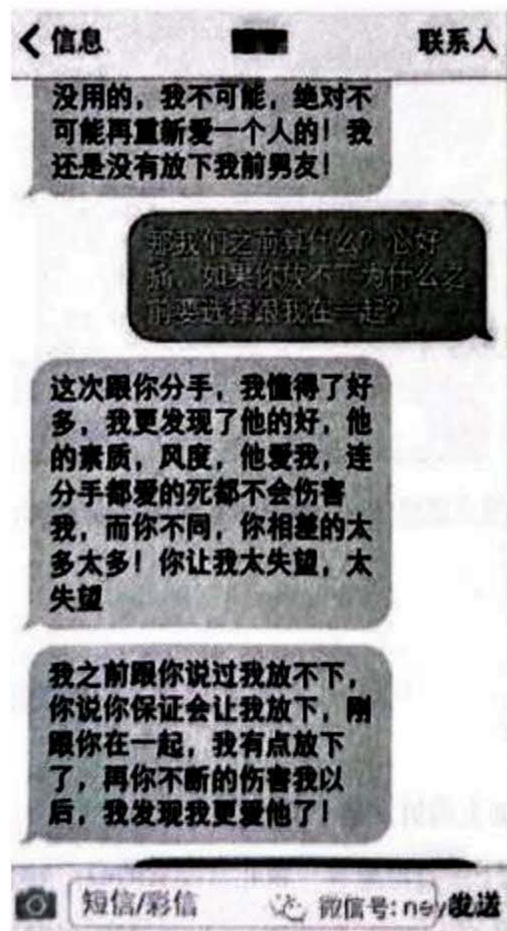 信息
联系人
没用的，我不可能，绝对不
可能再重新爱一个人的！我
还是没有放下我前男友！
那我们之前算什么？心好
痛，如果你放不下为什么之
前要选择跟我在一起？
这次跟你分手，我懂得了好
多，我更发现了他的好，他
的素质，风度，他爱我，连
分手都爱的死都不会伤害
我，而你不同，你相差的太
多太多！你让我太失望，太
失望
我之前跟你说过我放不下，
你说你保证会让我放下，刚
跟你在一起，我有点放下
了，再你不断的伤害我以
后，我发现我更爱他了！
短信/彩信
微信号: ney
发送